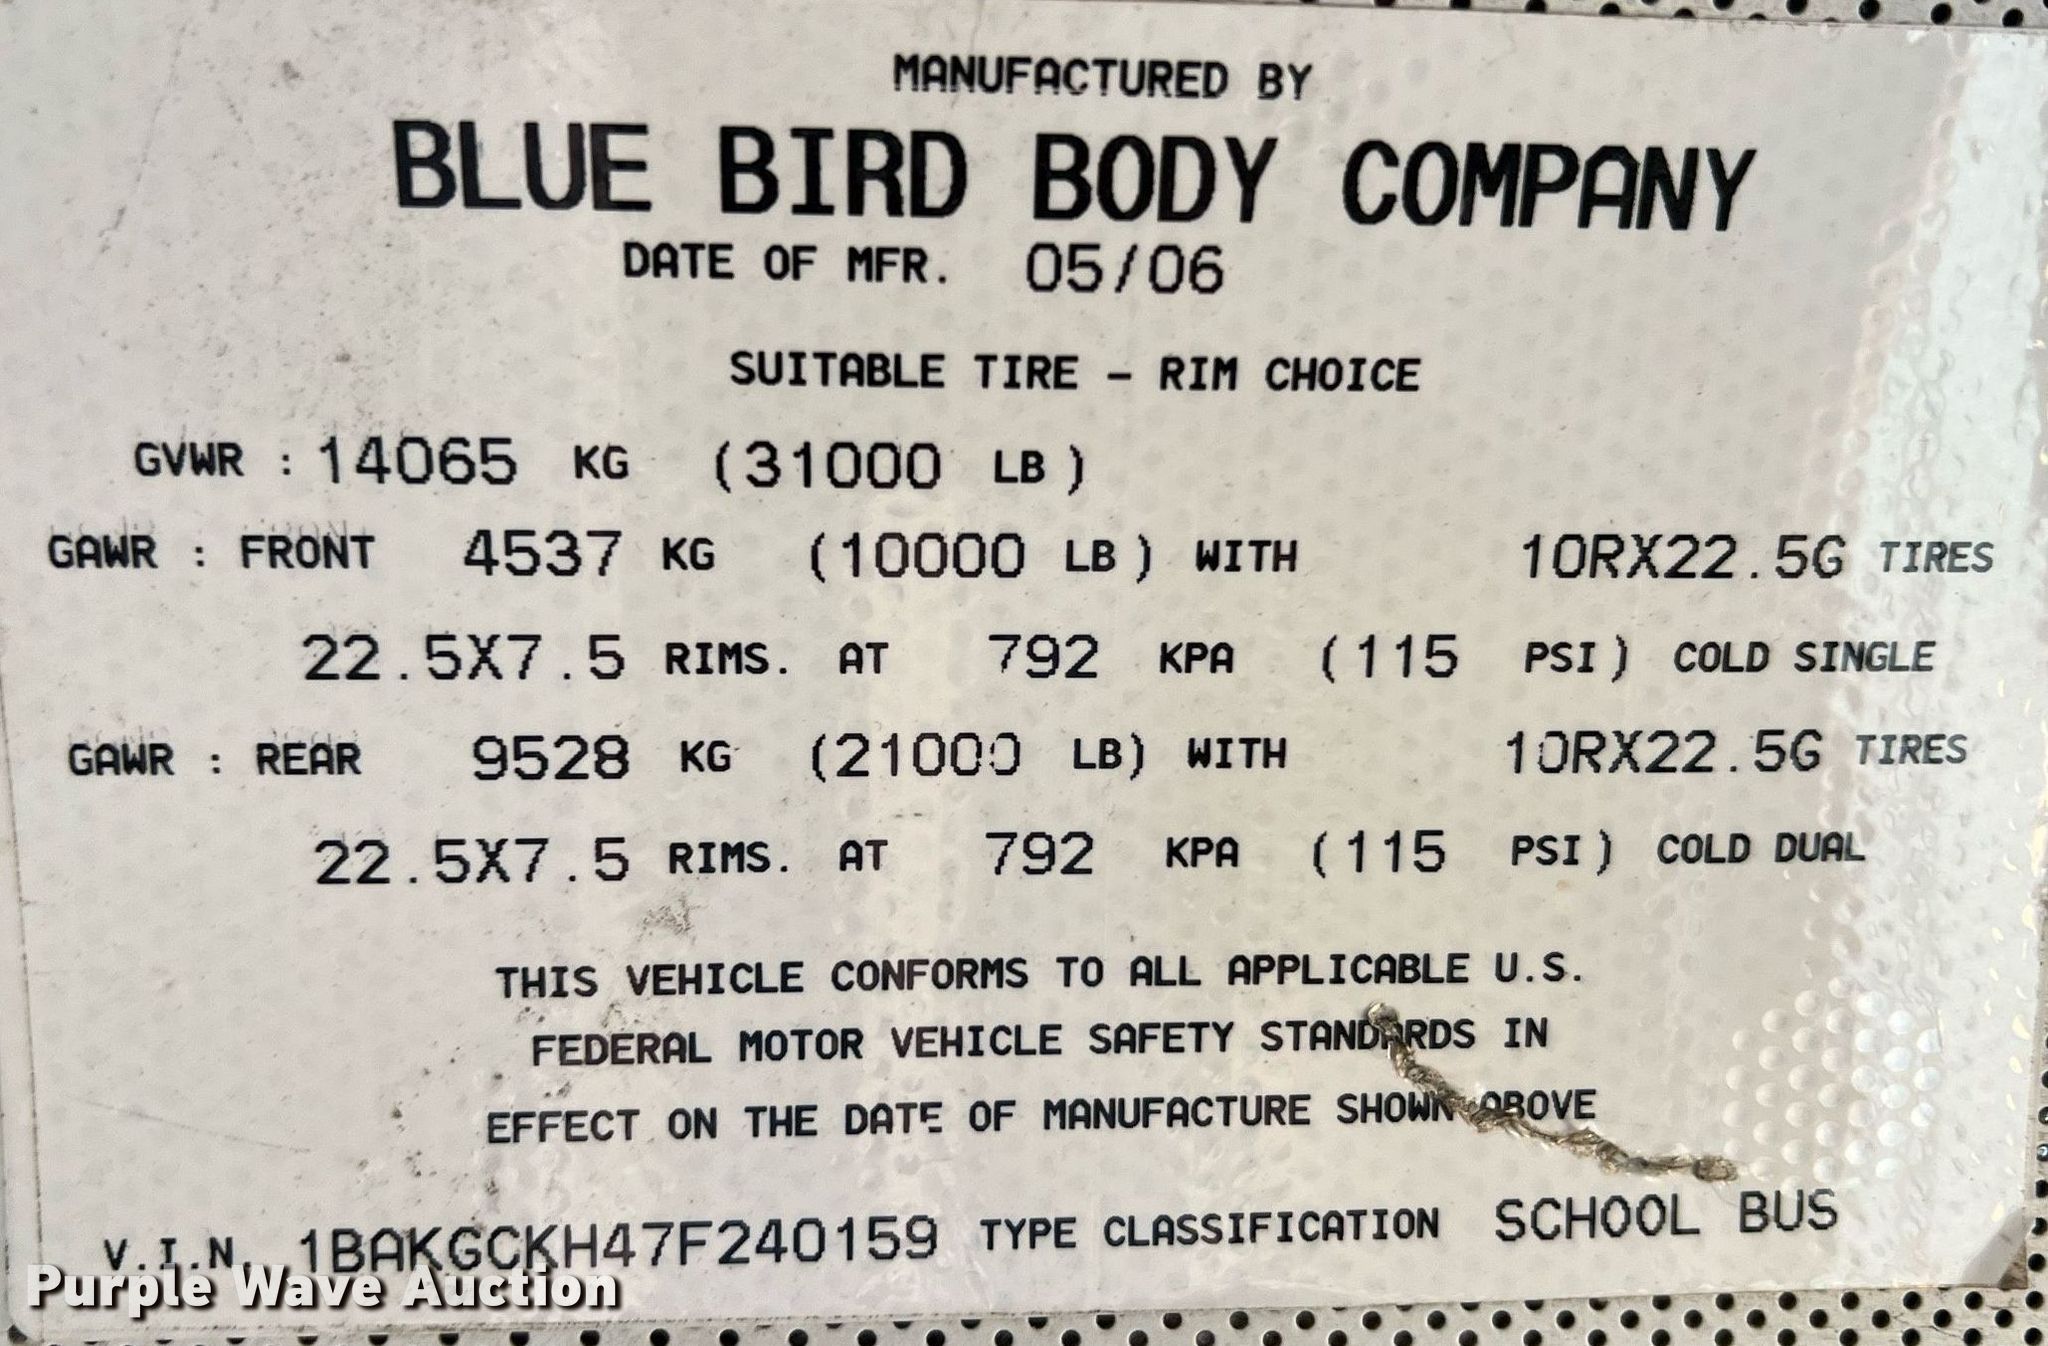 MANUFACTURED BY
BLUE BIRD BODY COMPANY
DATE OF MFR. 05/06
SUITABLE TIRE – RIM CHOICE
GVWR : 14065 KG (31000 LB)
GAWR : FRONT 4537 KG (10000 LB) WITH 10RX22.5G TIRES
22.5X7.5 RIMS. AT 792 KPA (115 PSI) COLD SINGLE
GAWR : REAR 9528 KG (21000 LB) WITH 10RX22.5G TIRES
22.5X7.5 RIMS. AT 792 KPA (115 PSI) COLD DUAL
THIS VEHICLE CONFORMS TO ALL APPLICABLE U.S.
FEDERAL MOTOR VEHICLE SAFETY STANDARDS IN
EFFECT ON THE DATE OF MANUFACTURE SHOWN ABOVE
V.I.N. 1BAKGCKH47F240159 TYPE CLASSIFICATION SCHOOL BUS
Purple Wave Auction